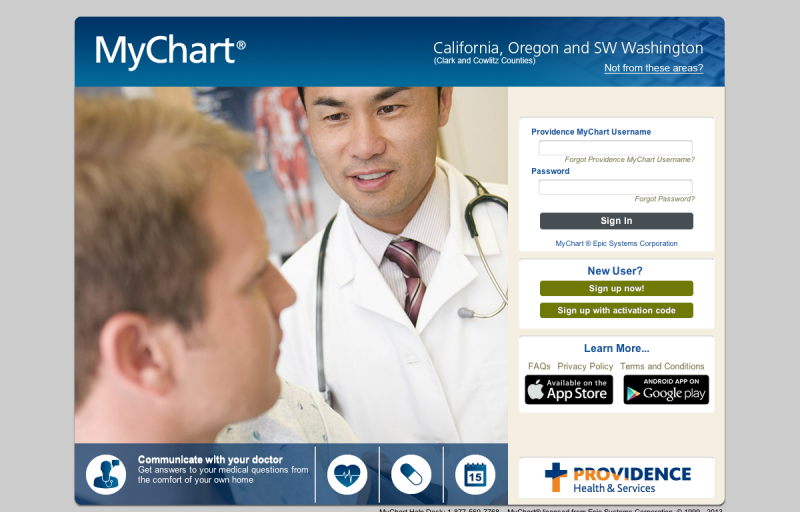 MyChart®
California, Oregon and SW Washington
(Clark and Cowlitz Counties)
Not from these areas?
Providence MyChart Username
Forgot Providence MyChart Username?
Password
Forgot Password?
Sign In
MyChart ® Epic Systems Corporation
New User?
Sign up now!
Sign up with activation code
Learn More...
FAQs Privacy Policy Terms and Conditions
Available on the
App Store
ANDROID APP ON
Google play
Communicate with your doctor
Get answers to your medical questions from
the comfort of your own home
15
PROVIDENCE
Health & Services
MyChart Help Desk: 1-877-569-7768 MyChart® licensed from Epic Systems Corporation, © 1999 - 2013